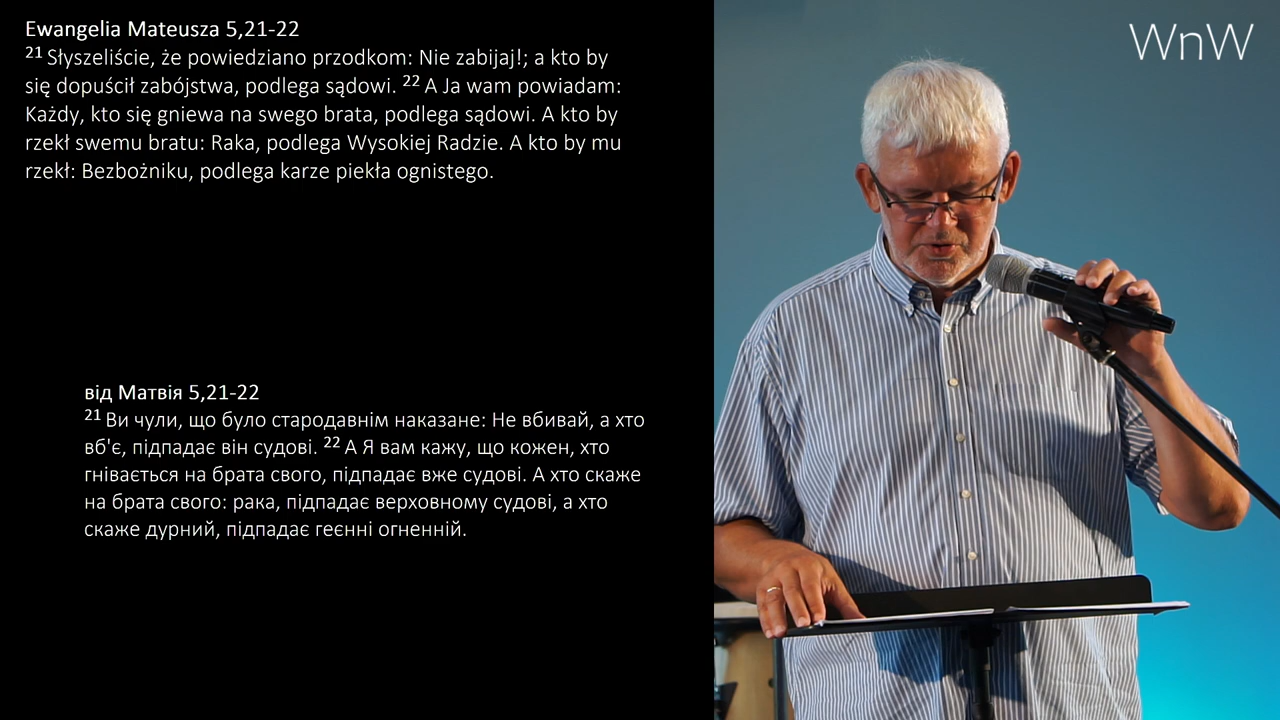 Ewangelia Mateusza 5,21-22
21 Słyszeliście, że powiedziano przodkom: Nie zabijaj!; a kto by
się dopuścił zabójstwa, podlega sądowi. 22 A Ja wam powiadam:
Każdy, kto się gniewa na swego brata, podlega sądowi. A kto by
rzekł swemu bratu: Raka, podlega Wysokiej Radzie. A kto by mu
rzekł: Bezbożniku, podlega karze piekła ognistego.
від Матвія 5,21-22
21 Ви чули, що було стародавнім наказане: Не вбивай, а хто
вб'є, підпадає він судові. 22 А Я вам кажу, що кожен, хто
гнівається на брата свого, підпадає вже судові. А хто скаже
на брата свого: рака, підпадає верховному судові, а хто
скаже дурний, підпадає геєнні огненній.
WnW